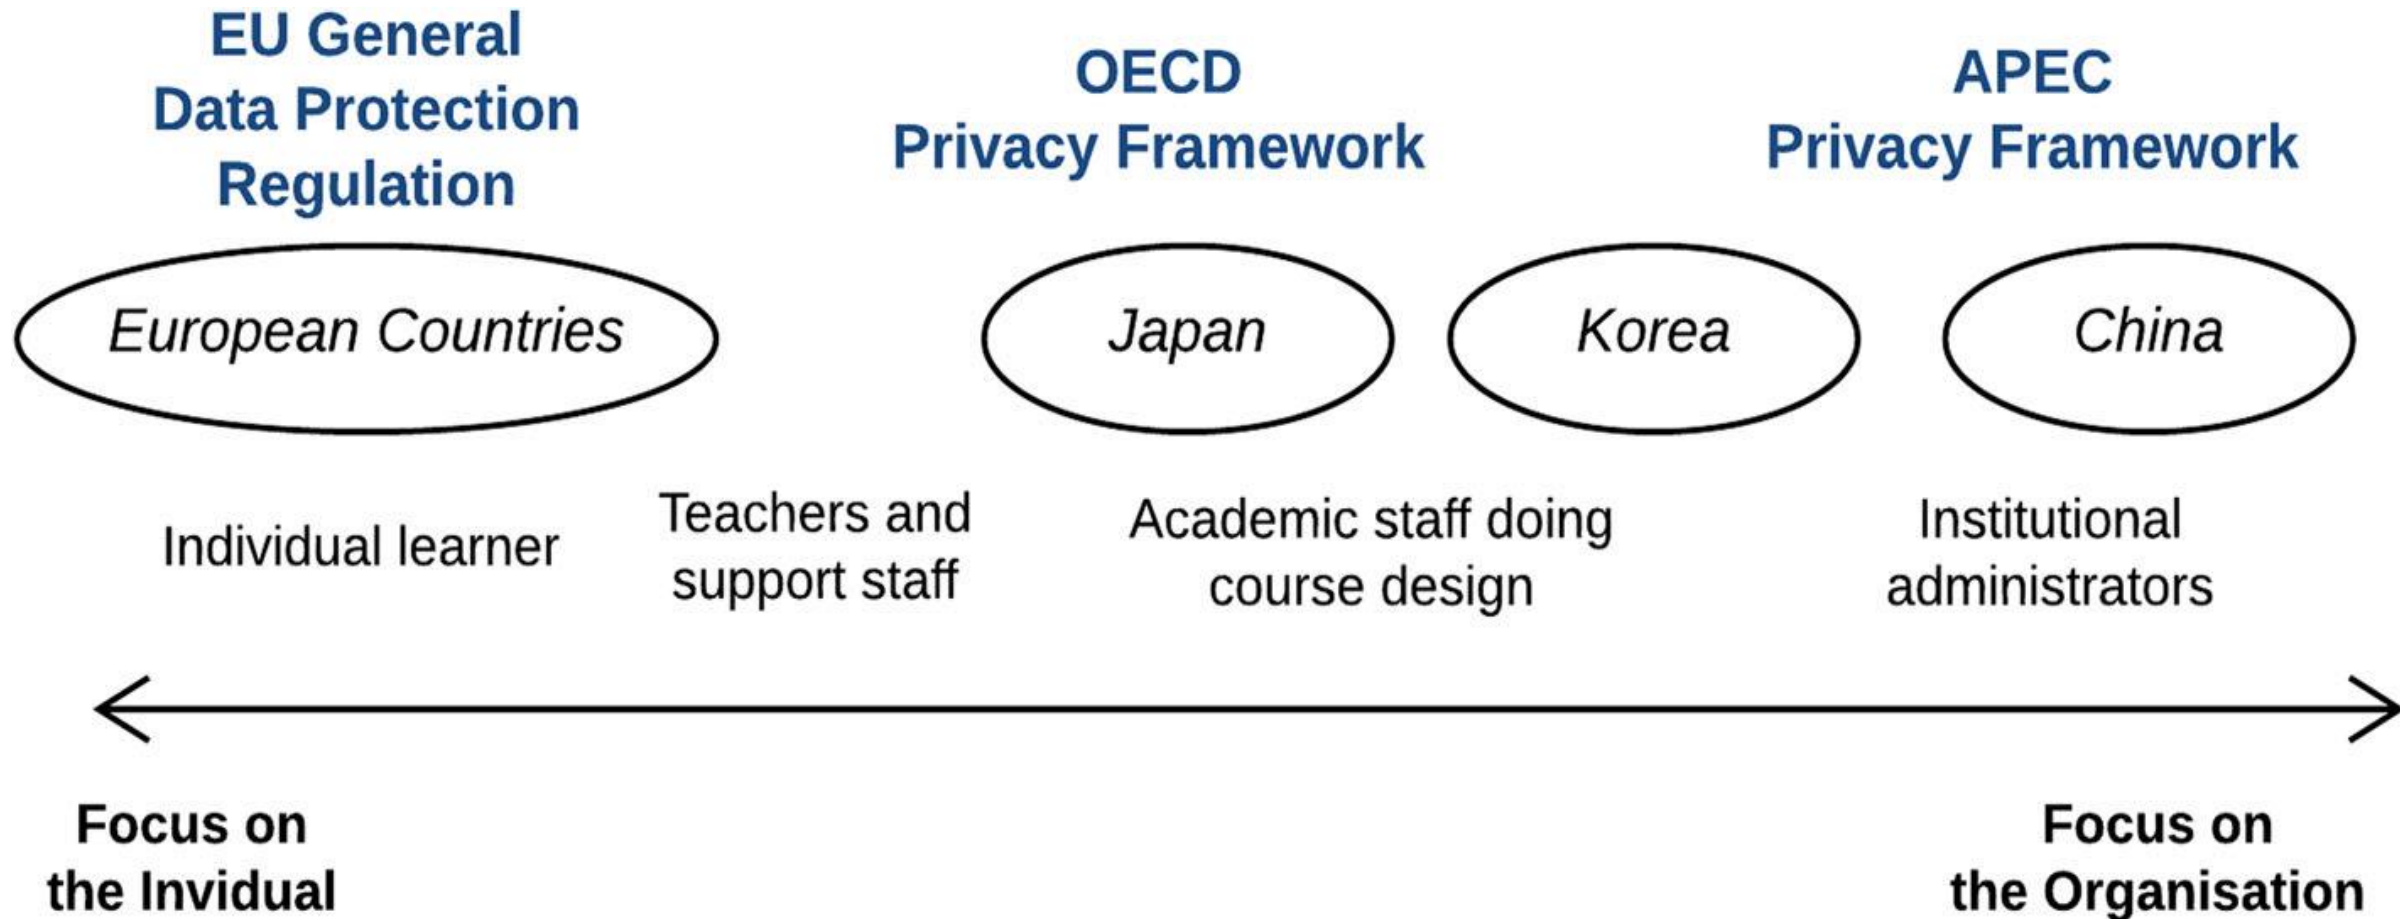 EU General
Data Protection
Regulation
OECD
Privacy Framework
APEC
Privacy Framework
European Countries
Japan
Korea
China
Individual learner
Teachers and
support staff
Academic staff doing
course design
Institutional
administrators
Focus on
the Invidual
Focus on
the Organisation